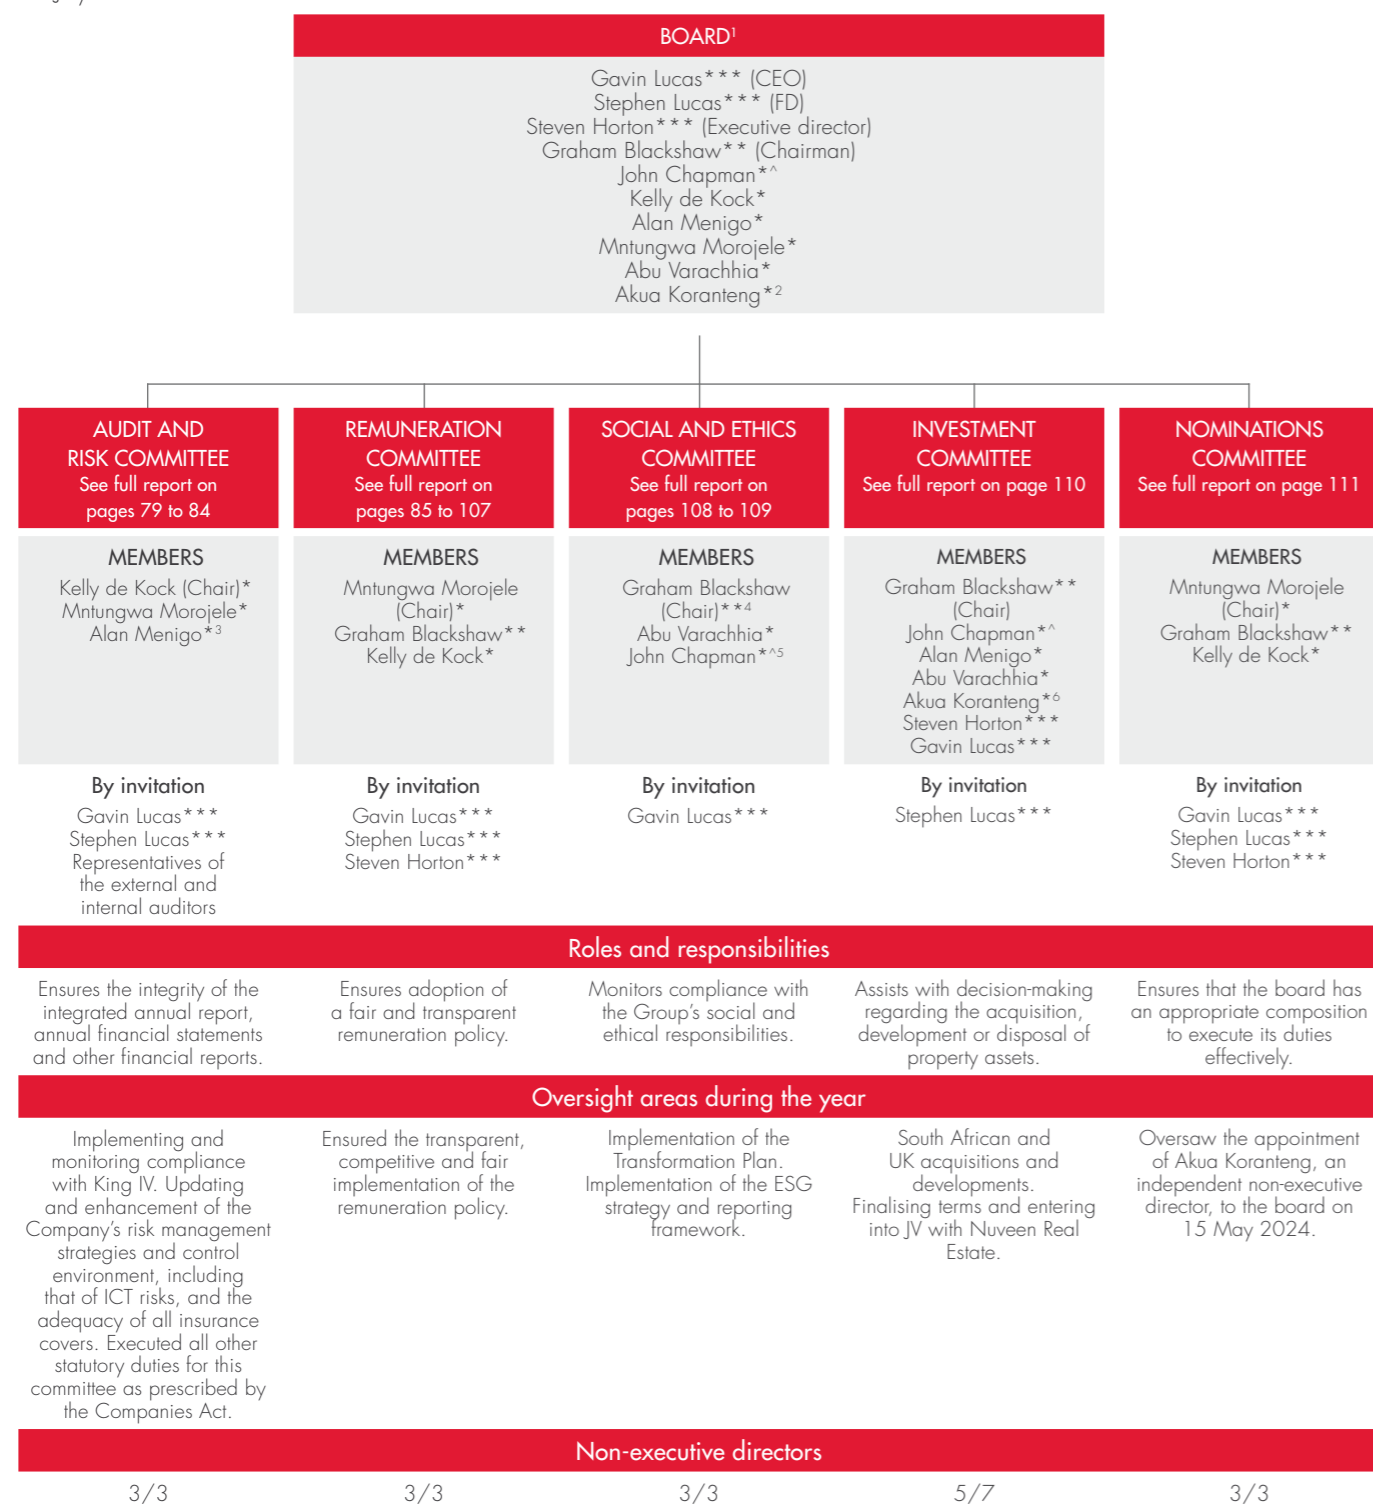 BOARD¹
Gavin Lucas*** (CEO)
Stephen Lucas*** (FD)
Steven Horton*** (Executive director)
Graham Blackshaw** (Chairman)
John Chapman*^
Kelly de Kock*
Alan Menigo*
Mntungwa Morojele*
Abu Varachhia*
Akua Koranteng*²
AUDIT AND
RISK COMMITTEE
See full report on
pages 79 to 84
REMUNERATION
COMMITTEE
See full report on
pages 85 to 107
SOCIAL AND ETHICS
COMMITTEE
See full report on
pages 108 to 109
INVESTMENT
COMMITTEE
See full report on page 110
NOMINATIONS
COMMITTEE
See full report on page 111
MEMBERS
Kelly de Kock (Chair)*
Mntungwa Morojele*
Alan Menigo*³
MEMBERS
Mntungwa Morojele
(Chair)*
Graham Blackshaw**
Kelly de Kock*
MEMBERS
Graham Blackshaw
(Chair)**⁴
Abu Varachhia*
John Chapman*^⁵
MEMBERS
Graham Blackshaw**
(Chair)
John Chapman*^
Alan Menigo*
Abu Varachhia*
Akua Koranteng*⁶
Steven Horton***
Gavin Lucas***
MEMBERS
Mntungwa Morojele
(Chair)*
Graham Blackshaw**
Kelly de Kock*
By invitation
Gavin Lucas***
Stephen Lucas***
Representatives of
the external and
internal auditors
By invitation
Gavin Lucas***
Stephen Lucas***
Steven Horton***
By invitation
Gavin Lucas***
By invitation
Stephen Lucas***
By invitation
Gavin Lucas***
Stephen Lucas***
Steven Horton***
Roles and responsibilities
Ensures the integrity of the
integrated annual report,
annual financial statements
and other financial reports.
Ensures adoption of
a fair and transparent
remuneration policy.
Monitors compliance with
the Group's social and
ethical responsibilities.
Assists with decision-making
regarding the acquisition,
development or disposal of
property assets.
Ensures that the board has
an appropriate composition
to execute its duties
effectively.
Oversight areas during the year
Implementing and
monitoring compliance
with King IV. Updating
and enhancement of the
Company's risk management
strategies and control
environment, including
that of ICT risks, and the
adequacy of all insurance
covers. Executed all other
statutory duties for this
committee as prescribed by
the Companies Act.
Ensured the transparent,
competitive and fair
implementation of the
remuneration policy.
Implementation of the
Transformation Plan.
Implementation of the ESG
strategy and reporting
framework.
South African and
UK acquisitions and
developments.
Finalising terms and entering
into JV with Nuveen Real
Estate.
Oversaw the appointment
of Akua Koranteng, an
independent non-executive
director, to the board on
15 May 2024.
Non-executive directors
3/3
3/3
3/3
5/7
3/3